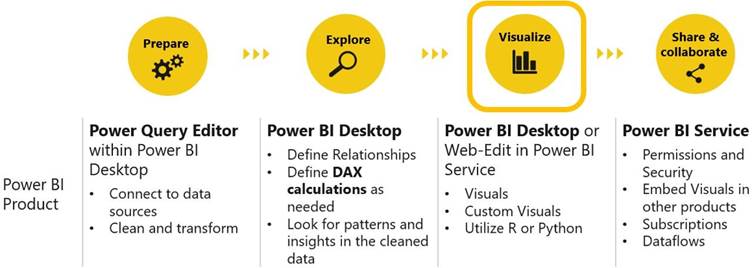 Prepare
Explore
Visualize
Share &
collaborate
Power BI
Product
Power Query Editor
within Power BI
Desktop
• Connect to data
sources
• Clean and transform
Power BI Desktop
• Define Relationships
• Define DAX
calculations as
needed
• Look for patterns and
insights in the cleaned
data
Power BI Desktop or
Web-Edit in Power BI
Service
• Visuals
• Custom Visuals
• Utilize R or Python
Power BI Service
• Permissions and
Security
• Embed Visuals in
other products
• Subscriptions
• Dataflows